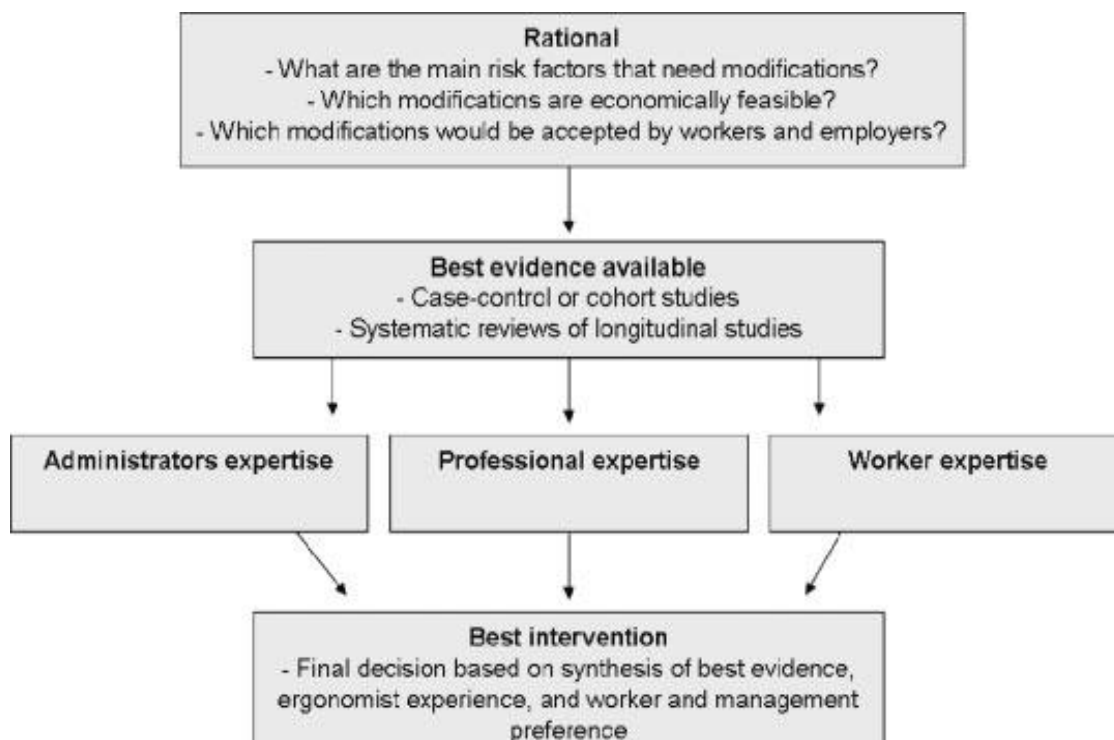 Rational
- What are the main risk factors that need modifications?
- Which modifications are economically feasible?
- Which modifications would be accepted by workers and employers?
Best evidence available
- Case-control or cohort studies
- Systematic reviews of longitudinal studies
Administrators expertise
Professional expertise
Worker expertise
Best intervention
- Final decision based on synthesis of best evidence,
ergonomist experience, and worker and management
preference